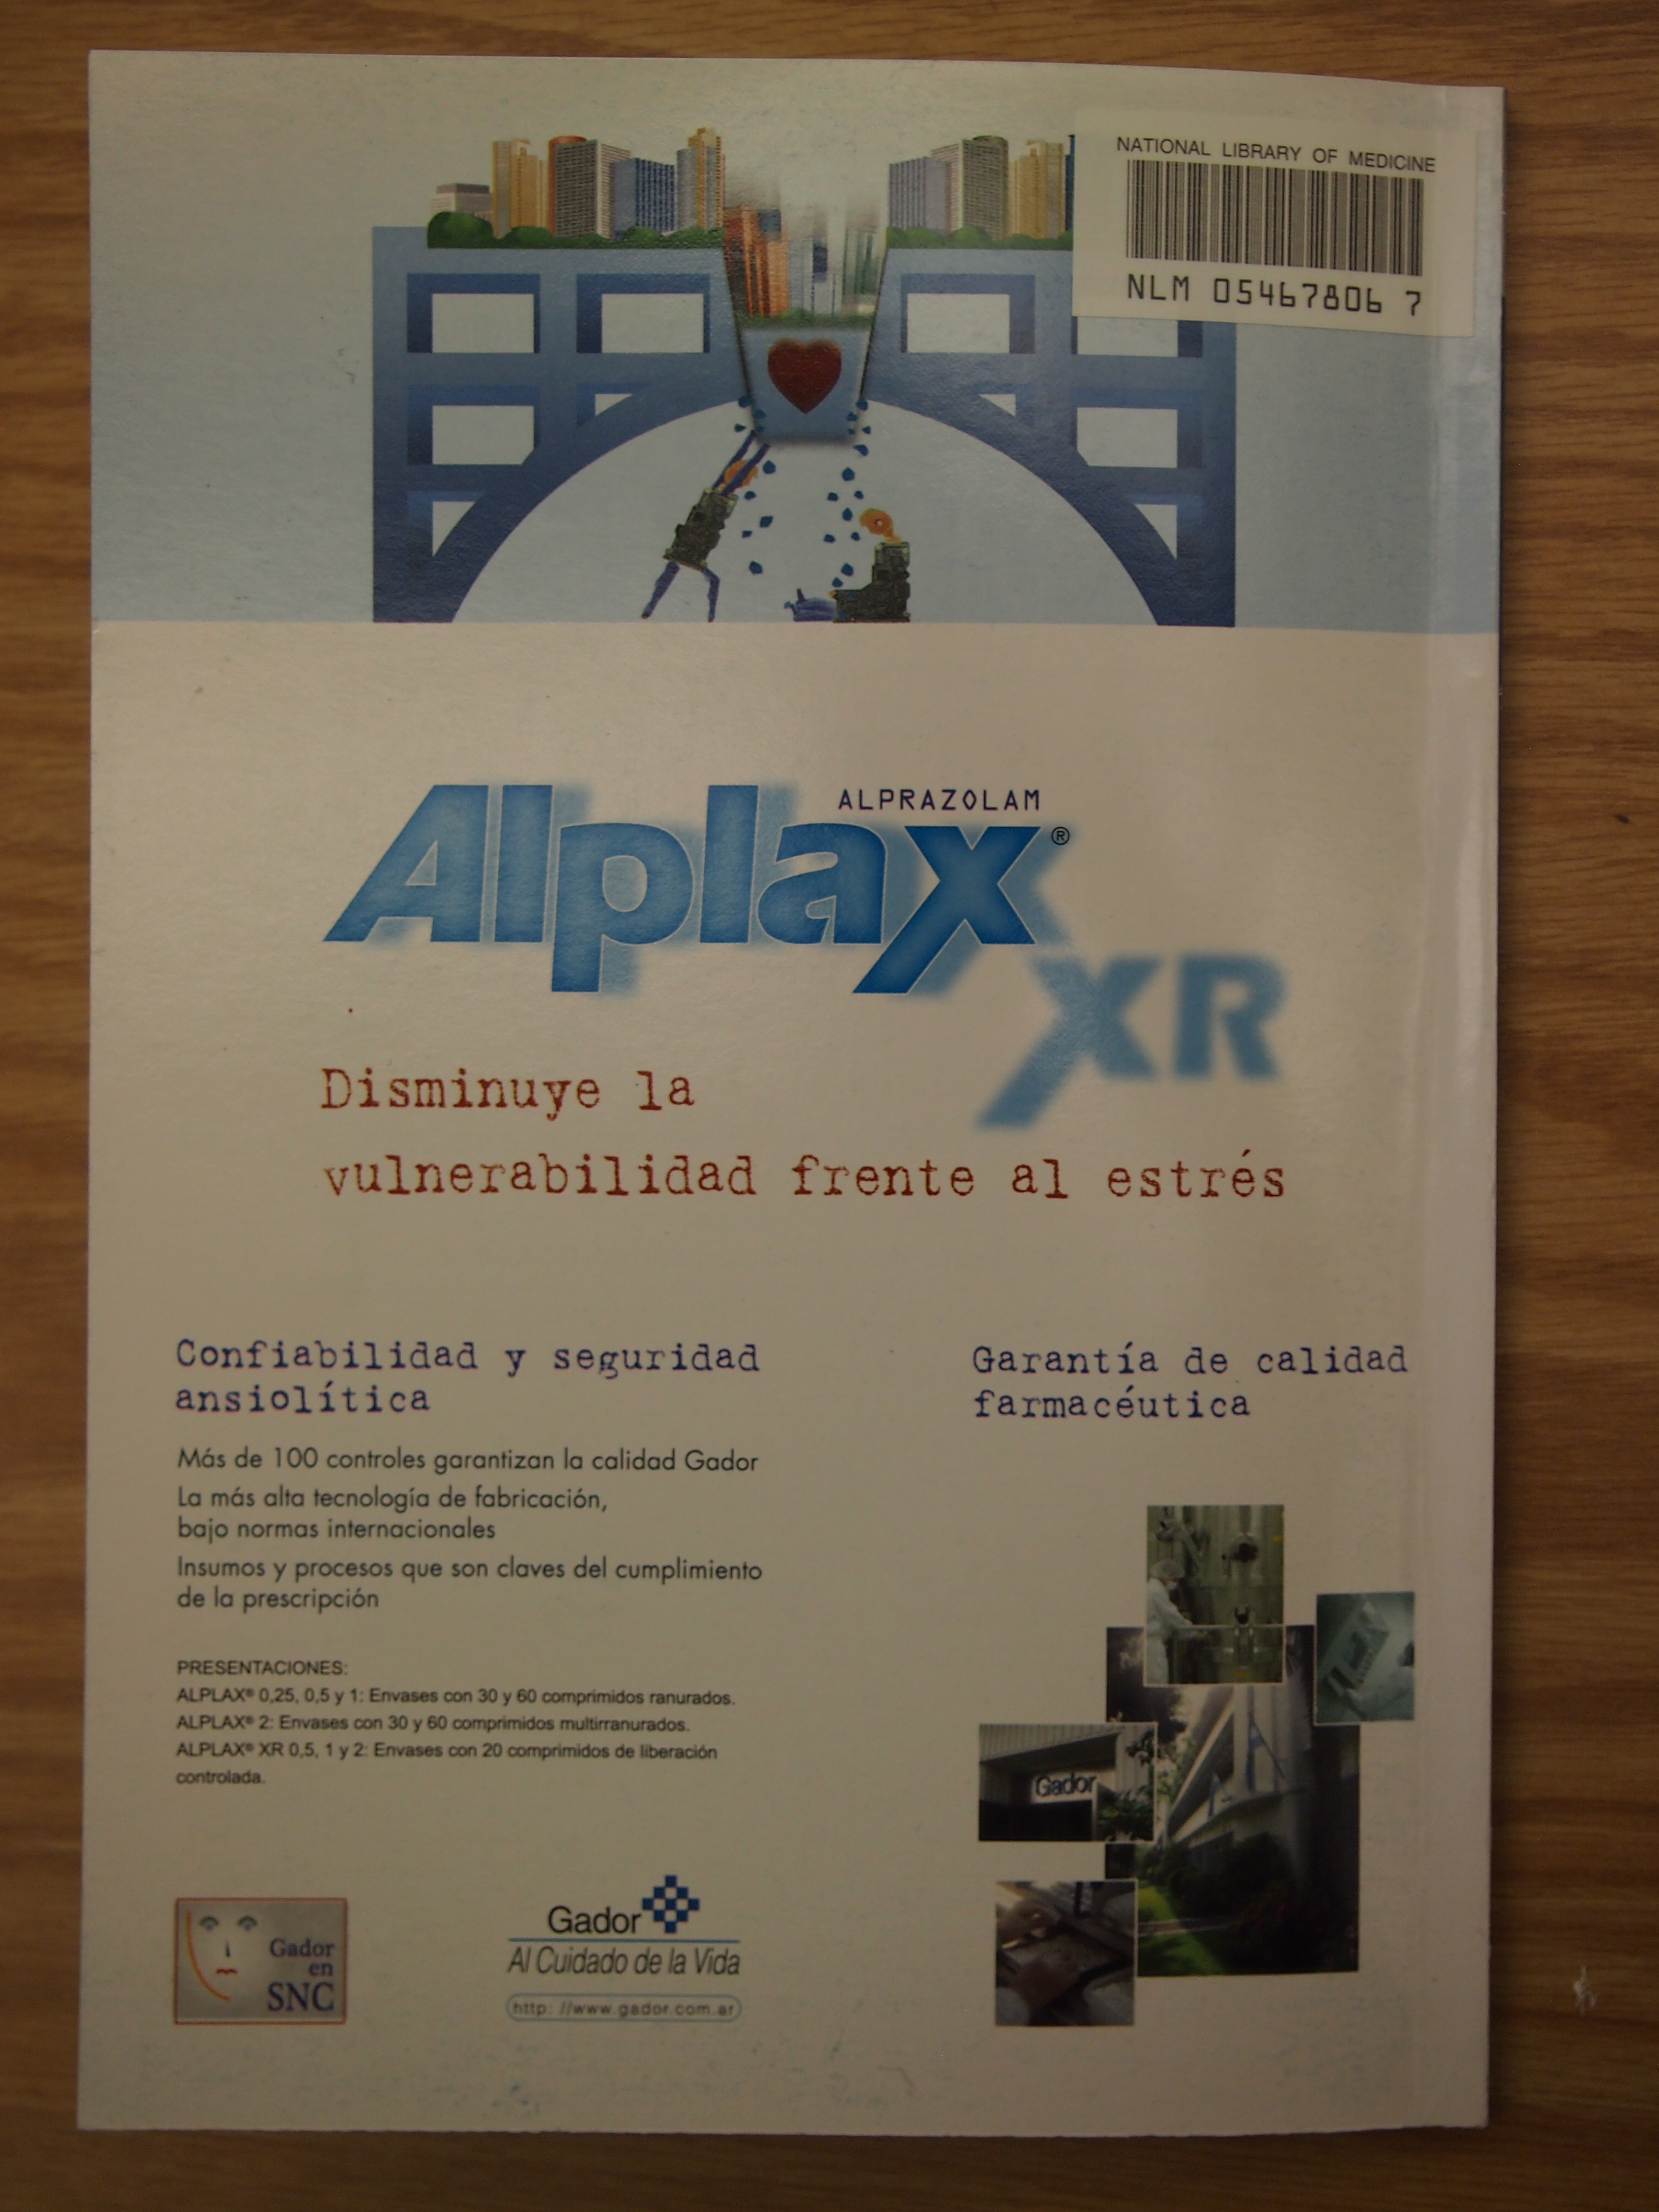 NATIONAL LIBRARY OF MEDICINE
NLM 05467806 7
ALPRAZOLAM
Alplax®
XR
Disminuye la
vulnerabilidad frente al estrés
Confiabilidad y seguridad
ansiolítica
Más de 100 controles garantizan la calidad Gador
La más alta tecnología de fabricación,
bajo normas internacionales
Insumos y procesos que son claves del cumplimiento
de la prescripción
PRESENTACIONES:
ALPLAX® 0,25, 0,5 y 1: Envases con 30 y 60 comprimidos ranurados.
ALPLAX® 2: Envases con 30 y 60 comprimidos multirranurados.
ALPLAX® XR 0,5, 1 y 2: Envases con 20 comprimidos de liberación
controlada.
Garantía de calidad
farmacéutica
Gador
Gador
en
SNC
Gador
Al Cuidado de la Vida
http: //www.gador.com.ar